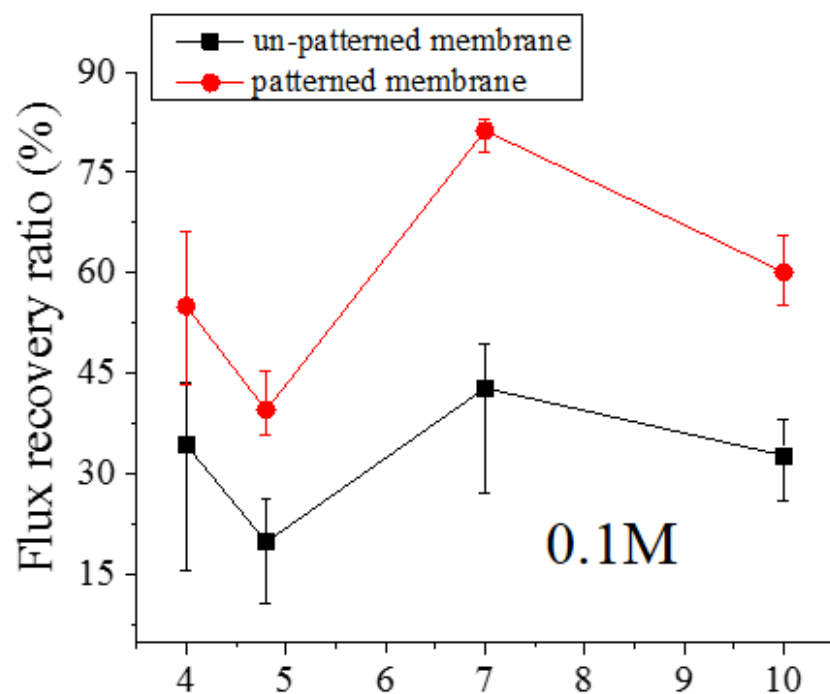 un-patterned membrane
patterned membrane
Flux recovery ratio (%)
90
75
60
45
30
15
0.1M
4 5 6 7 8 9 10